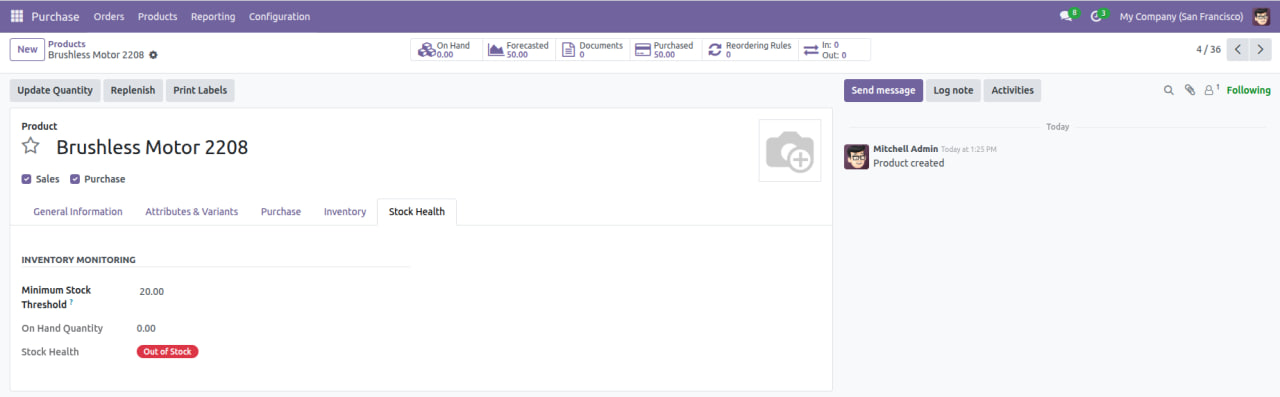 Purchase Orders Products Reporting Configuration 8 3 My Company (San Francisco)
New Products
Brushless Motor 2208
On Hand
0.00
Forecasted
50.00
Documents
0
Purchased
50.00
Reordering Rules
0
In: 0
Out: 0
4 / 36
Update Quantity Replenish Print Labels
Send message Log note Activities 1 Following
Product
Brushless Motor 2208
Sales Purchase
General Information Attributes & Variants Purchase Inventory Stock Health
INVENTORY MONITORING
Minimum Stock
Threshold ? 20.00
On Hand Quantity 0.00
Stock Health Out of Stock
Today
Mitchell Admin Today at 1:25 PM
Product created